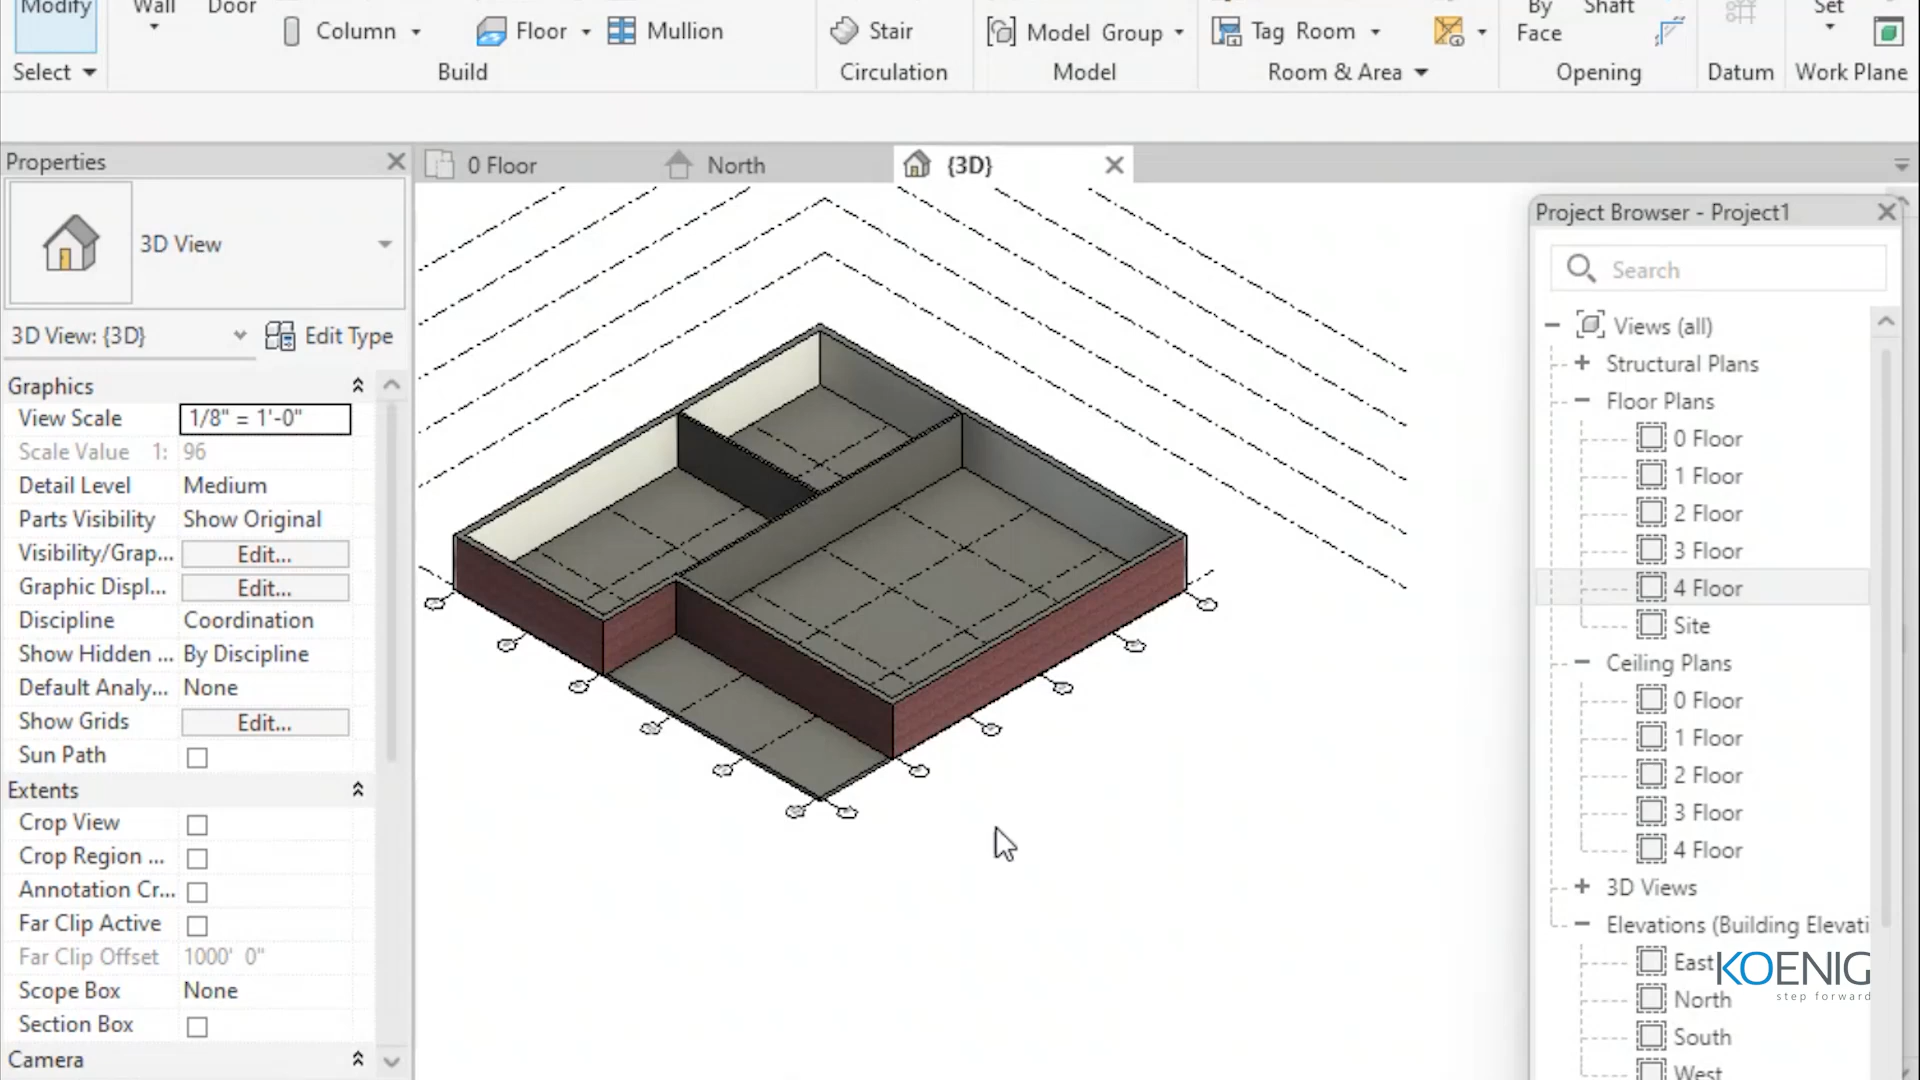 Modify
Wall
Door
Column
Floor
Mullion
Stair
Model Group
Tag Room
By
Face
Shaft
Set
Select
Build
Circulation
Model
Room & Area
Opening
Datum
Work Plane
Properties
0 Floor
North
{3D}
3D View
3D View: {3D}
Edit Type
Graphics
View Scale
1/8" = 1'-0"
Scale Value 1:
96
Detail Level
Medium
Parts Visibility
Show Original
Visibility/Grap...
Edit...
Graphic Displ...
Edit...
Discipline
Coordination
Show Hidden ...
By Discipline
Default Analy...
None
Show Grids
Edit...
Sun Path
Extents
Crop View
Crop Region ...
Annotation Cr...
Far Clip Active
Far Clip Offset
1000' 0"
Scope Box
None
Section Box
Camera
Project Browser - Project1
Search
Views (all)
Structural Plans
Floor Plans
0 Floor
1 Floor
2 Floor
3 Floor
4 Floor
Site
Ceiling Plans
0 Floor
1 Floor
2 Floor
3 Floor
4 Floor
3D Views
Elevations (Building Elevati
East
North
South
West
KOENIG
step forward